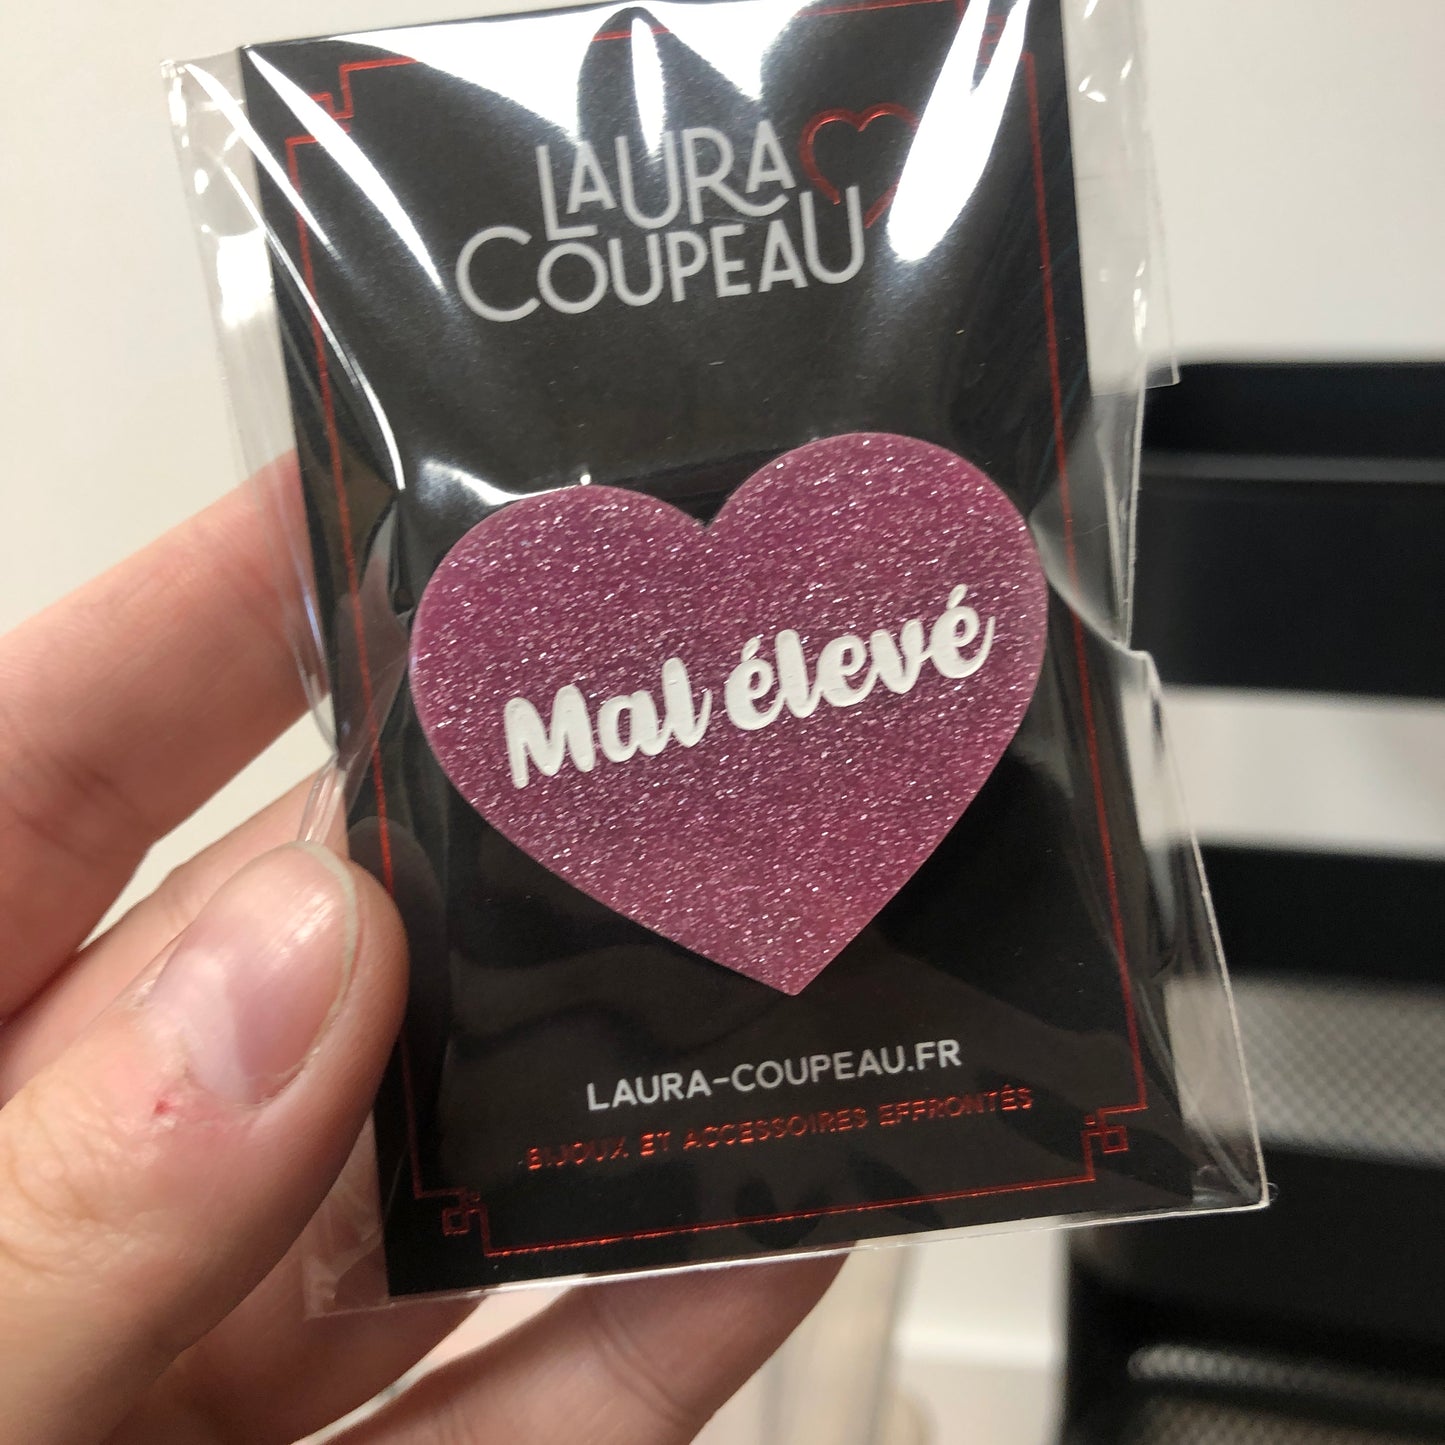 LAURA
COUPEAU
Mal élevé
LAURA-COUPEAU.FR
BIJOUX ET ACCESSOIRES EFFRONTÉS